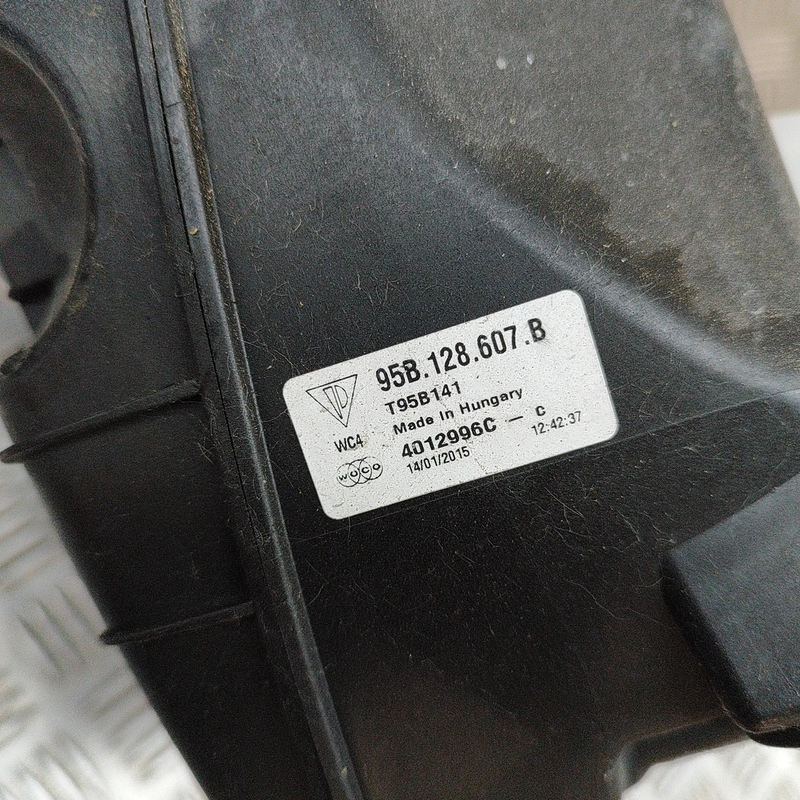 95B.128.607.B
T95B141
Made In Hungary
WC4
4012996C - C
woco
14/01/2015 12:42:37